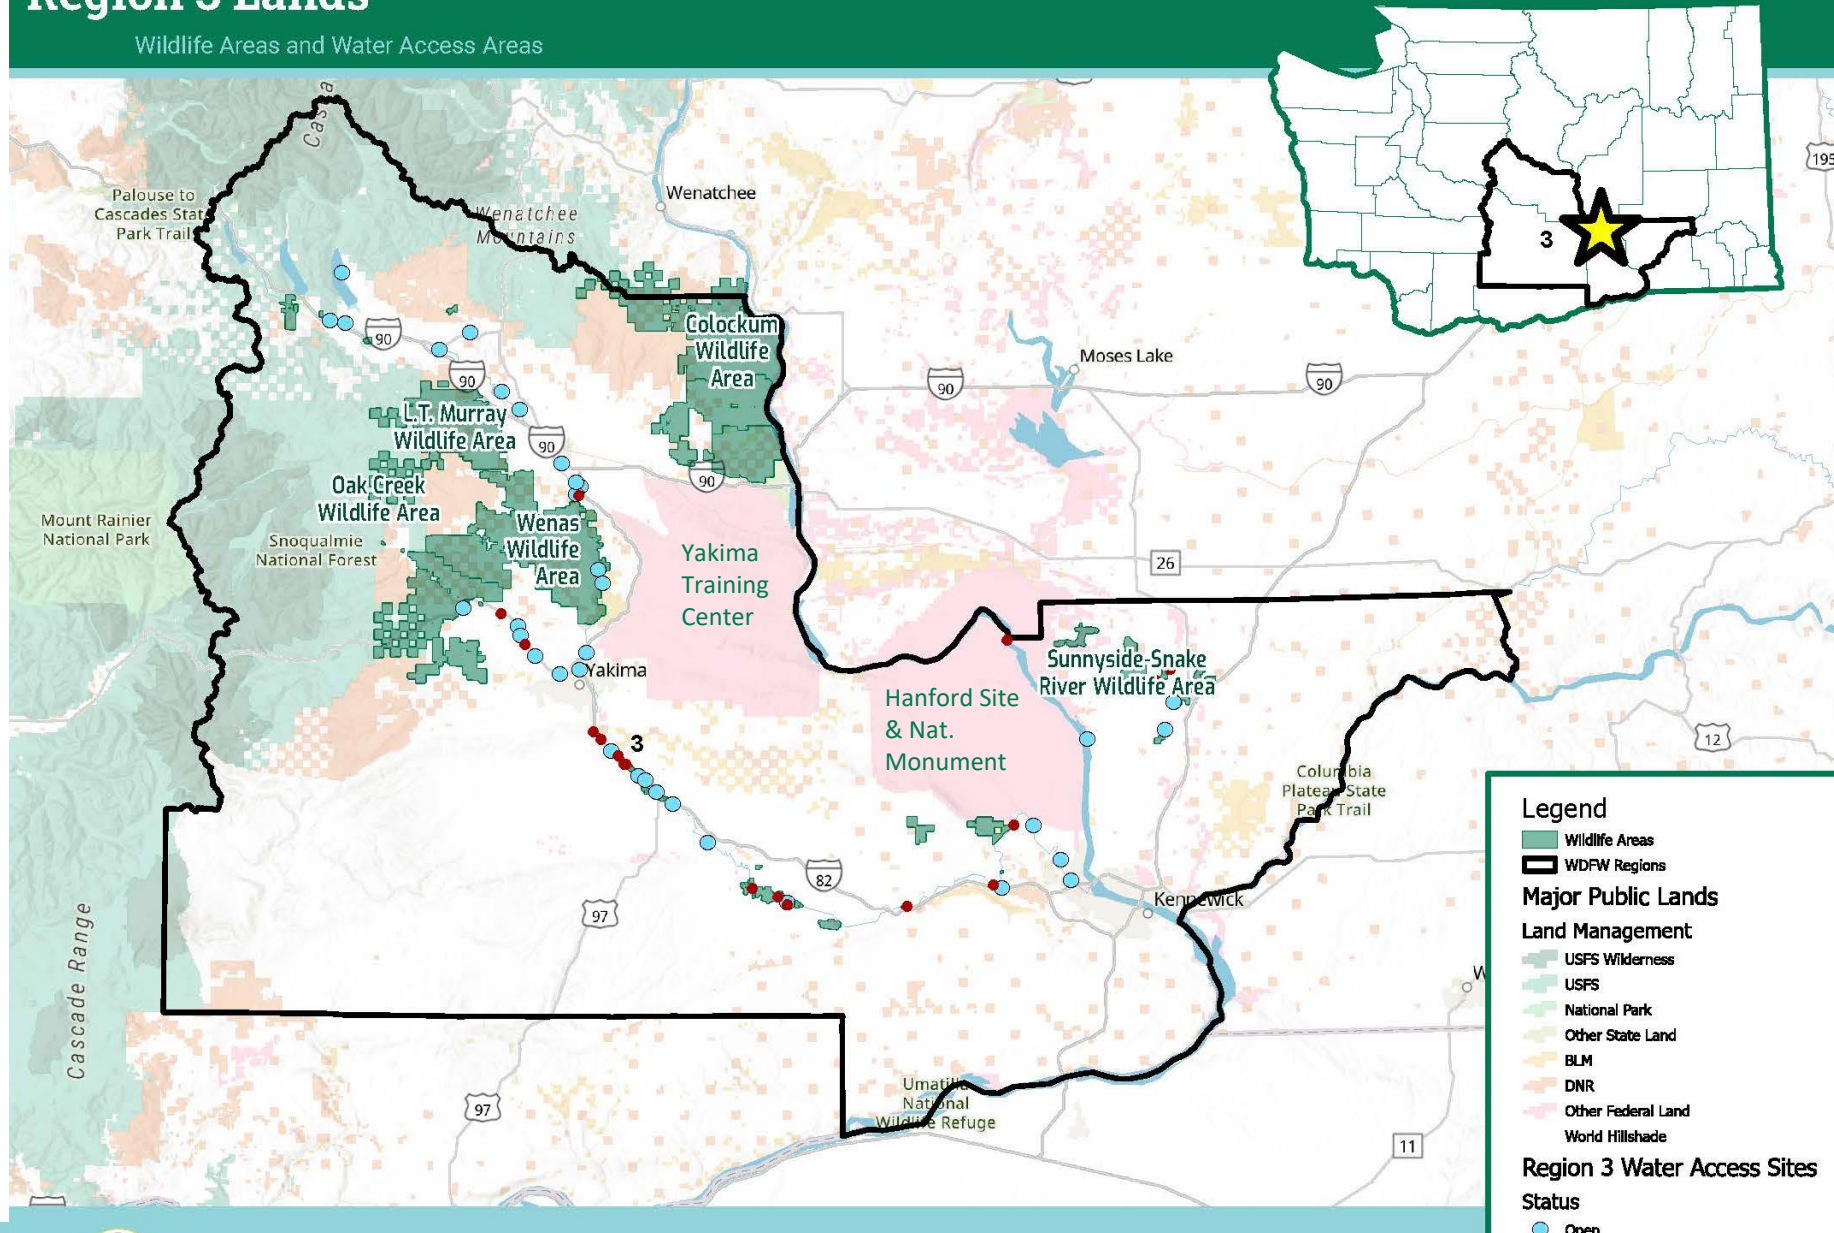 Region 3 Lands
Wildlife Areas and Water Access Areas
Palouse to
Cascades State
Park Trail
Wenatchee
Mountains
Wenatchee
195
3
90
Colockum
Wildlife
Area
Moses Lake
90
90
90
L.T. Murray
Wildlife Area
90
90
Oak Creek
Wildlife Area
Mount Rainier
National Park
Snoqualmie
National Forest
Wenas
Wildlife
Area
Yakima
Training
Center
26
Yakima
Sunnyside-Snake
River Wildlife Area
Hanford Site
& Nat.
Monument
3
12
Columbia
Plateau State
Park Trail
82
97
Kennewick
Cascade Range
97
Umatilla
National
Wildlife Refuge
11
W
Legend
Wildlife Areas
WDFW Regions
Major Public Lands
Land Management
USFS Wilderness
USFS
National Park
Other State Land
BLM
DNR
Other Federal Land
World Hillshade
Region 3 Water Access Sites
Status
Open